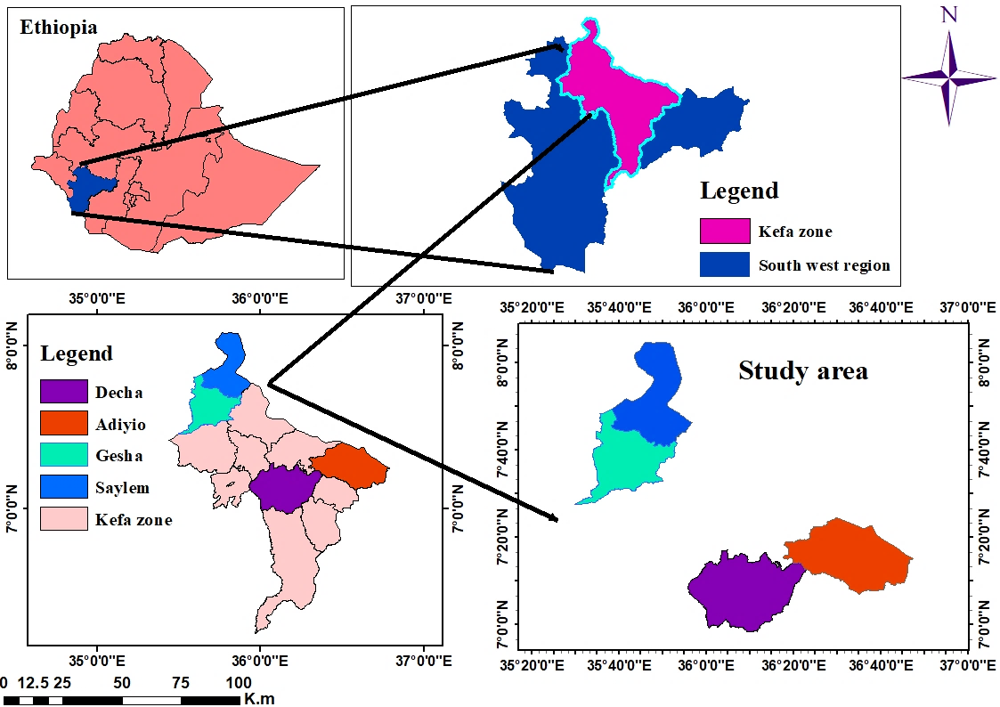 Ethiopia
N
Legend
Kefa zone
South west region
35°0'0"E 36°0'0"E 37°0'0"E
35°20'0"E 35°40'0"E 36°0'0"E 36°20'0"E 36°40'0"E 37°0'0"E
8°0'0"N
7°0'0"N
Legend
Decha
Adiyio
Gesha
Saylem
Kefa zone
8°0'0"N
7°0'0"N
8°0'0"N
7°40'0"N
7°20'0"N
7°0'0"N
Study area
8°0'0"N
7°40'0"N
7°20'0"N
7°0'0"N
35°0'0"E 36°0'0"E 37°0'0"E
35°20'0"E 35°40'0"E 36°0'0"E 36°20'0"E 36°40'0"E 37°0'0"E
0 12.5 25 50 75 100
K.m